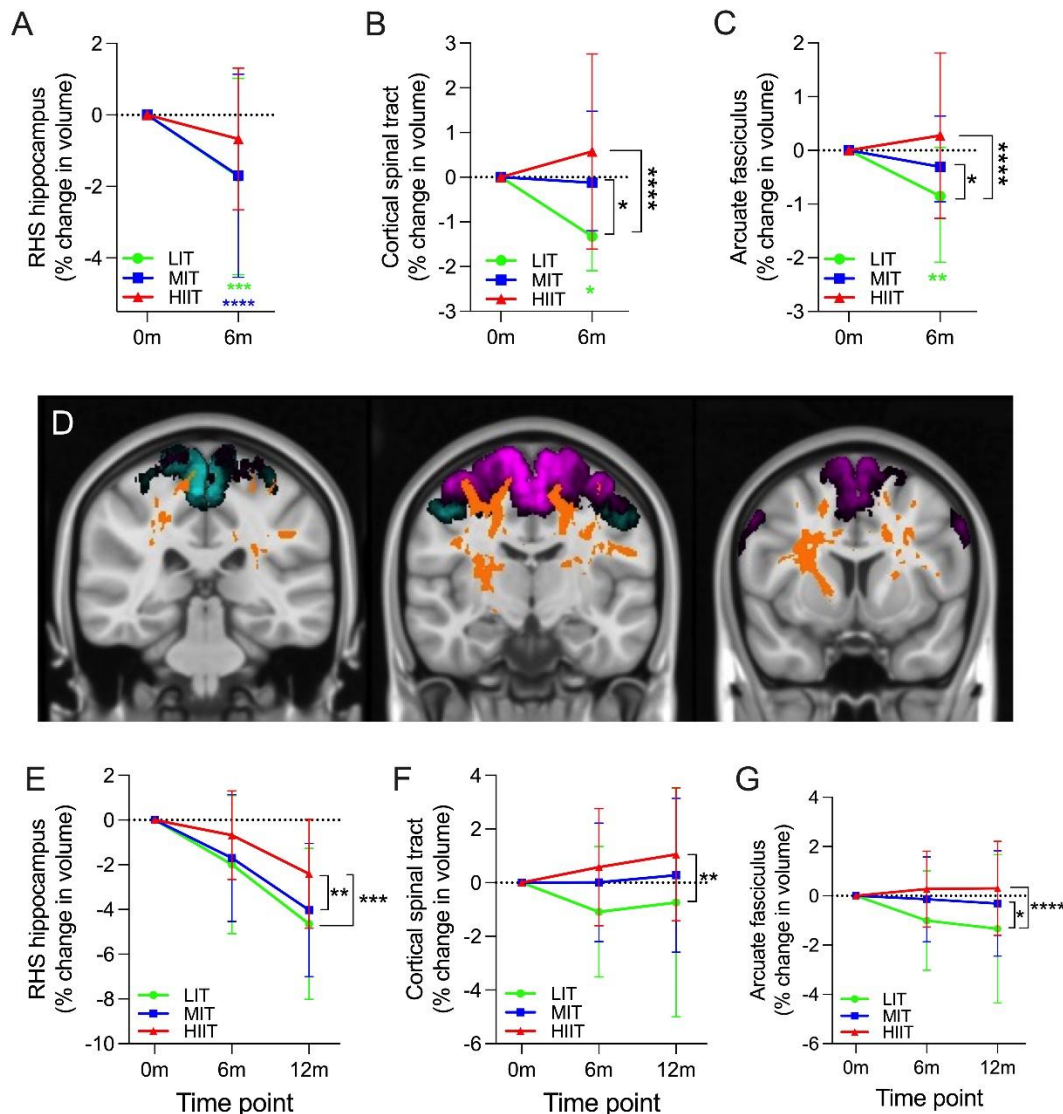 A
RHS hippocampus
(% change in volume)
2
0
-2
-4
LIT
MIT
HIIT
***
****
0m
6m
B
Cortical spinal tract
(% change in volume)
3
2
1
0
-1
-2
-3
LIT
MIT
HIIT
*
****
*
0m
6m
C
Arcuate fasciculus
(% change in volume)
2
1
0
-1
-2
-3
LIT
MIT
HIIT
*
****
**
0m
6m
D
E
RHS hippocampus
(% change in volume)
2
0
-2
-4
-6
-8
-10
LIT
MIT
HIIT
**
***
0m
6m
12m
Time point
F
Cortical spinal tract
(% change in volume)
4
2
0
-2
-4
-6
LIT
MIT
HIIT
**
0m
6m
12m
Time point
G
Arcuate fasciculus
(% change in volume)
4
2
0
-2
-4
-6
LIT
MIT
HIIT
*
****
0m
6m
12m
Time point